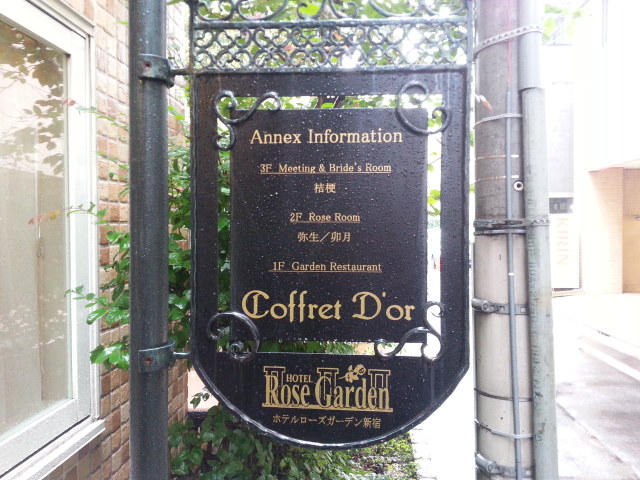 Annex Information
3F Meeting & Bride's Room
桔梗
2F Rose Room
弥生／卯月
1F Garden Restaurant
Coffret D'or
HOTEL
Rose Garden
ホテルローズガーデン新宿
KIRIN